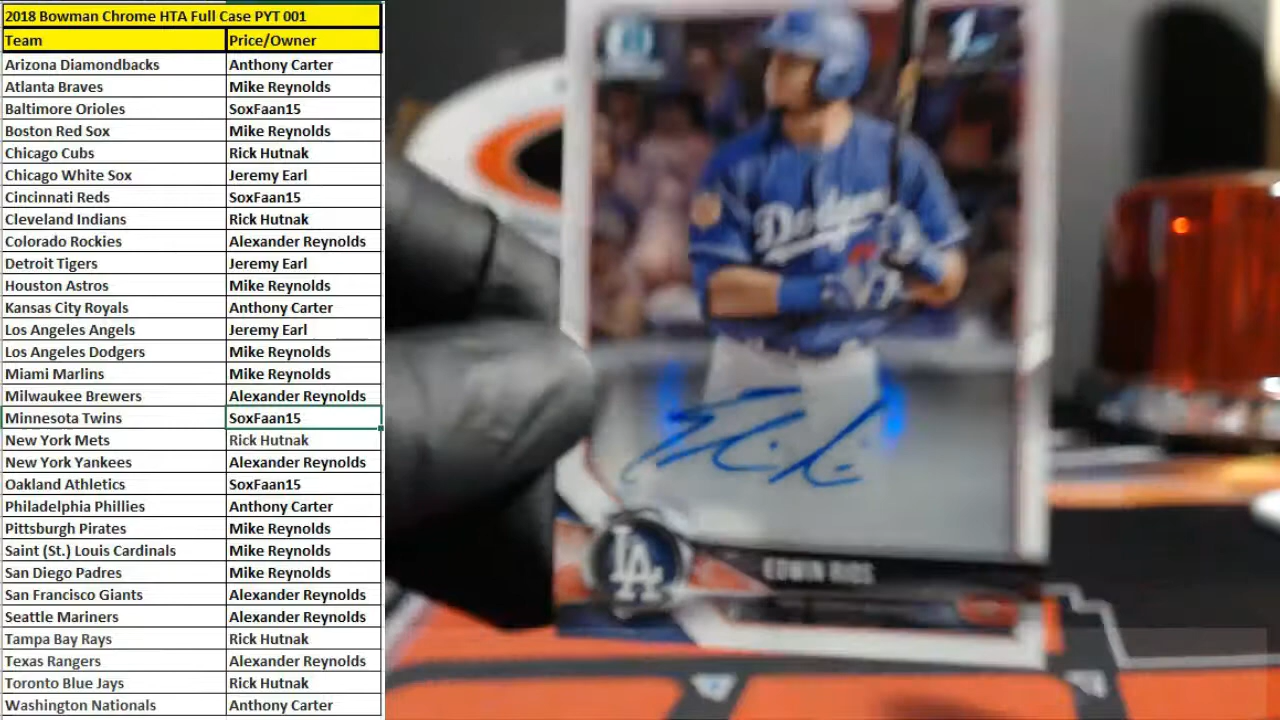 2018 Bowman Chrome HTA Full Case PYT 001
Team Price/Owner
Arizona Diamondbacks Anthony Carter
Atlanta Braves Mike Reynolds
Baltimore Orioles SoxFaan15
Boston Red Sox Mike Reynolds
Chicago Cubs Rick Hutnak
Chicago White Sox Jeremy Earl
Cincinnati Reds SoxFaan15
Cleveland Indians Rick Hutnak
Colorado Rockies Alexander Reynolds
Detroit Tigers Jeremy Earl
Houston Astros Mike Reynolds
Kansas City Royals Anthony Carter
Los Angeles Angels Jeremy Earl
Los Angeles Dodgers Mike Reynolds
Miami Marlins Mike Reynolds
Milwaukee Brewers Alexander Reynolds
Minnesota Twins SoxFaan15
New York Mets Rick Hutnak
New York Yankees Alexander Reynolds
Oakland Athletics SoxFaan15
Philadelphia Phillies Anthony Carter
Pittsburgh Pirates Mike Reynolds
Saint (St.) Louis Cardinals Mike Reynolds
San Diego Padres Mike Reynolds
San Francisco Giants Alexander Reynolds
Seattle Mariners Alexander Reynolds
Tampa Bay Rays Rick Hutnak
Texas Rangers Alexander Reynolds
Toronto Blue Jays Rick Hutnak
Washington Nationals Anthony Carter
1st
Dodgers
LA
EDWIN RIOS